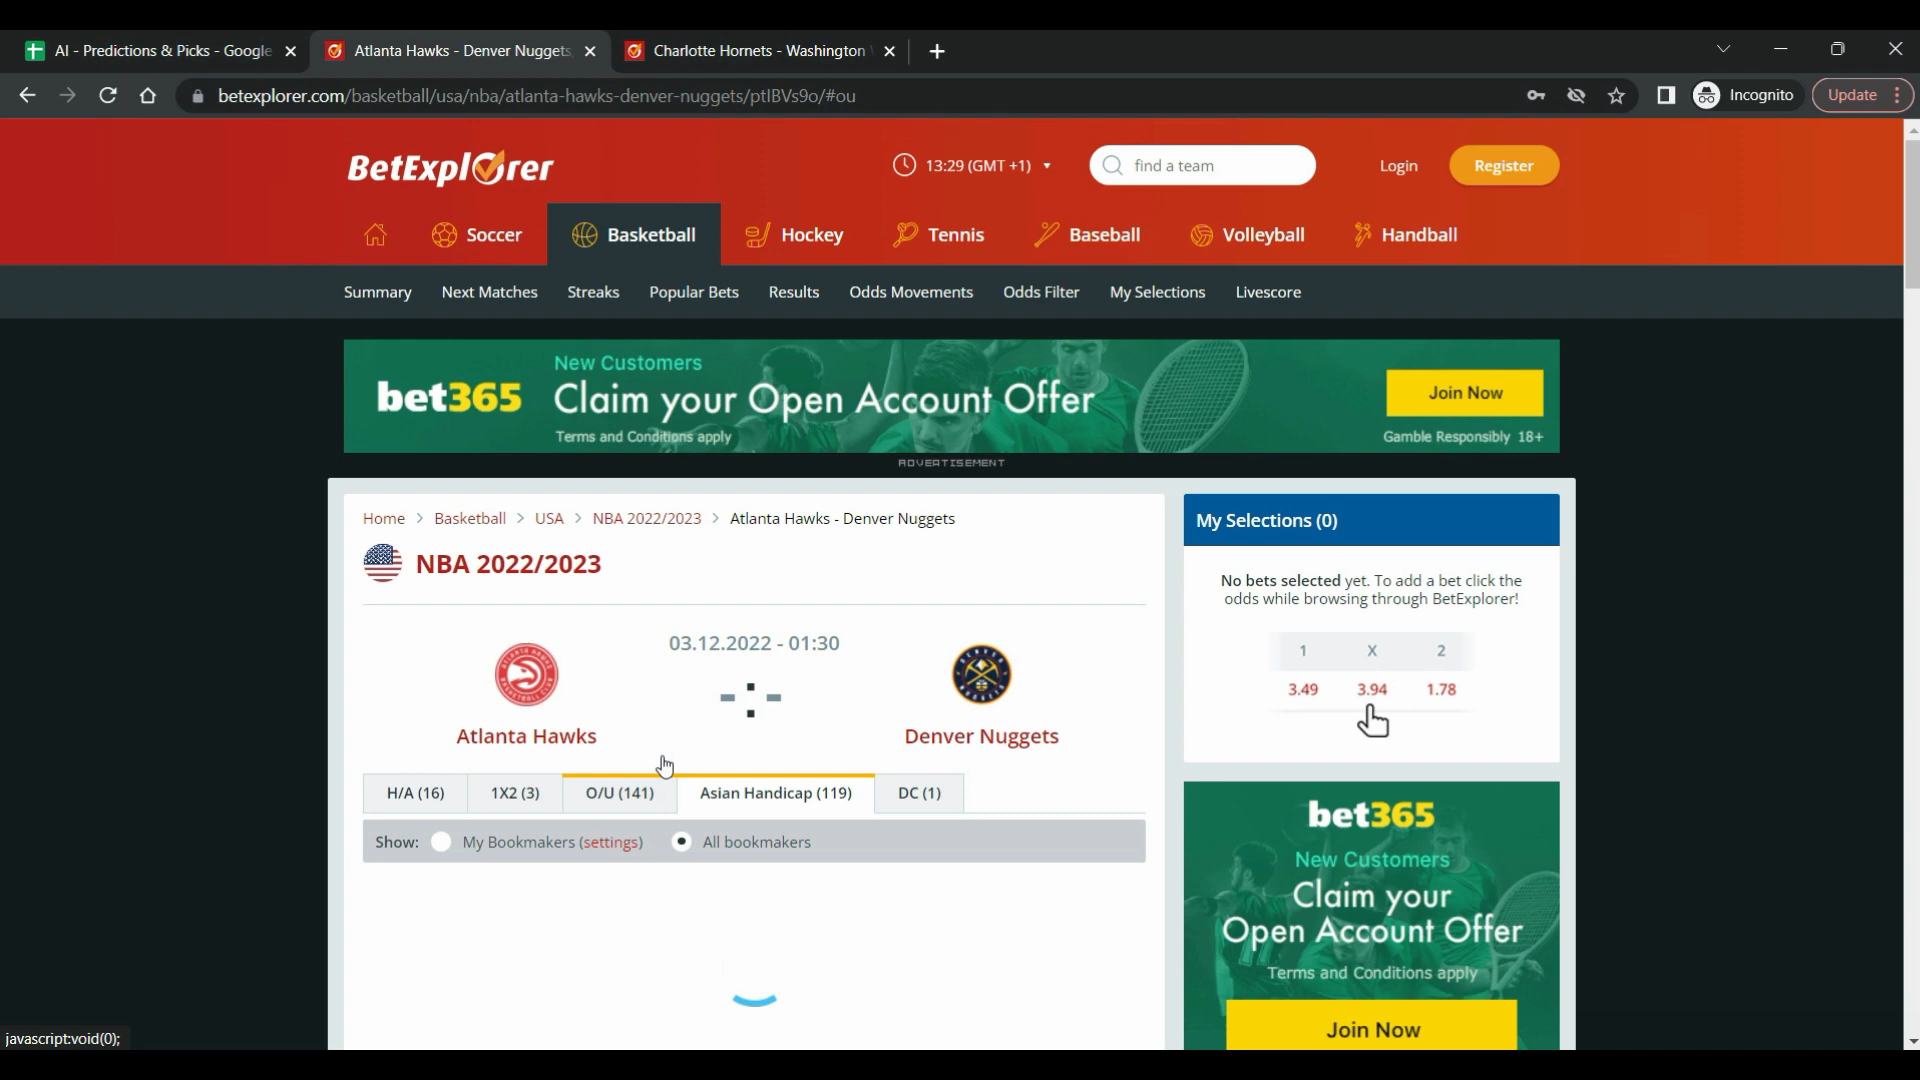 AI - Predictions & Picks - Google
Atlanta Hawks - Denver Nuggets,
Charlotte Hornets - Washington
betexplorer.com/basketball/usa/nba/atlanta-hawks-denver-nuggets/ptIBVs9o/#ou
Incognito
Update
BetExplorer
13:29 (GMT +1)
find a team
Login
Register
Soccer
Basketball
Hockey
Tennis
Baseball
Volleyball
Handball
Summary
Next Matches
Streaks
Popular Bets
Results
Odds Movements
Odds Filter
My Selections
Livescore
bet365
New Customers
Claim your Open Account Offer
Terms and Conditions apply
Join Now
Gamble Responsibly 18+
ADVERTISEMENT
Home > Basketball > USA > NBA 2022/2023 > Atlanta Hawks - Denver Nuggets
NBA 2022/2023
03.12.2022 - 01:30
- : -
Atlanta Hawks
Denver Nuggets
H/A (16)
1X2 (3)
O/U (141)
Asian Handicap (119)
DC (1)
Show: My Bookmakers (settings) All bookmakers
My Selections (0)
No bets selected yet. To add a bet click the
odds while browsing through BetExplorer!
1 X 2
3.49 3.94 1.78
bet365
New Customers
Claim your
Open Account Offer
Terms and Conditions apply
Join Now
javascript:void(0);